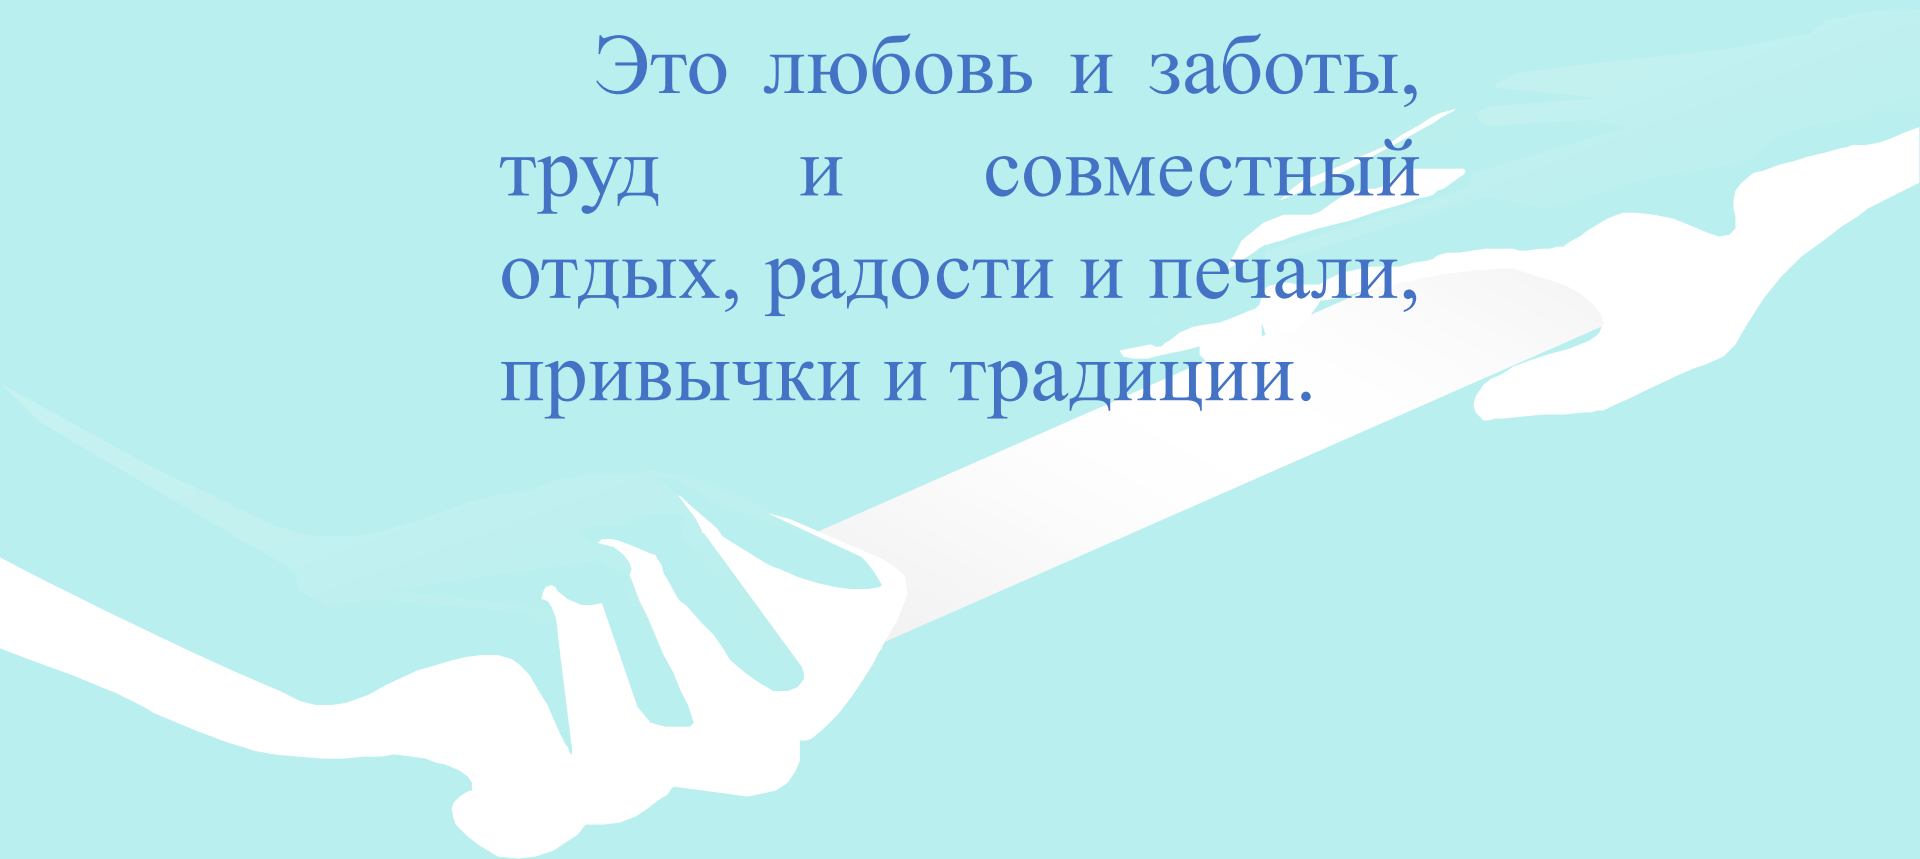 Это любовь и заботы,
труд и совместный
отдых, радости и печали,
привычки и традиции.